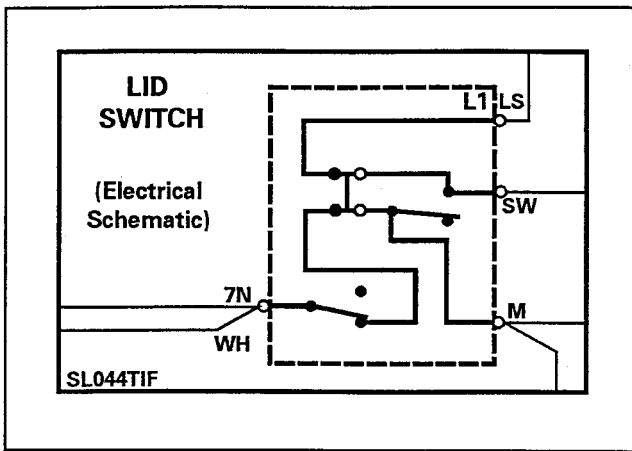 LID
SWITCH
(Electrical
Schematic)
L1 LS
SW
7N
M
WH
SL044TIF